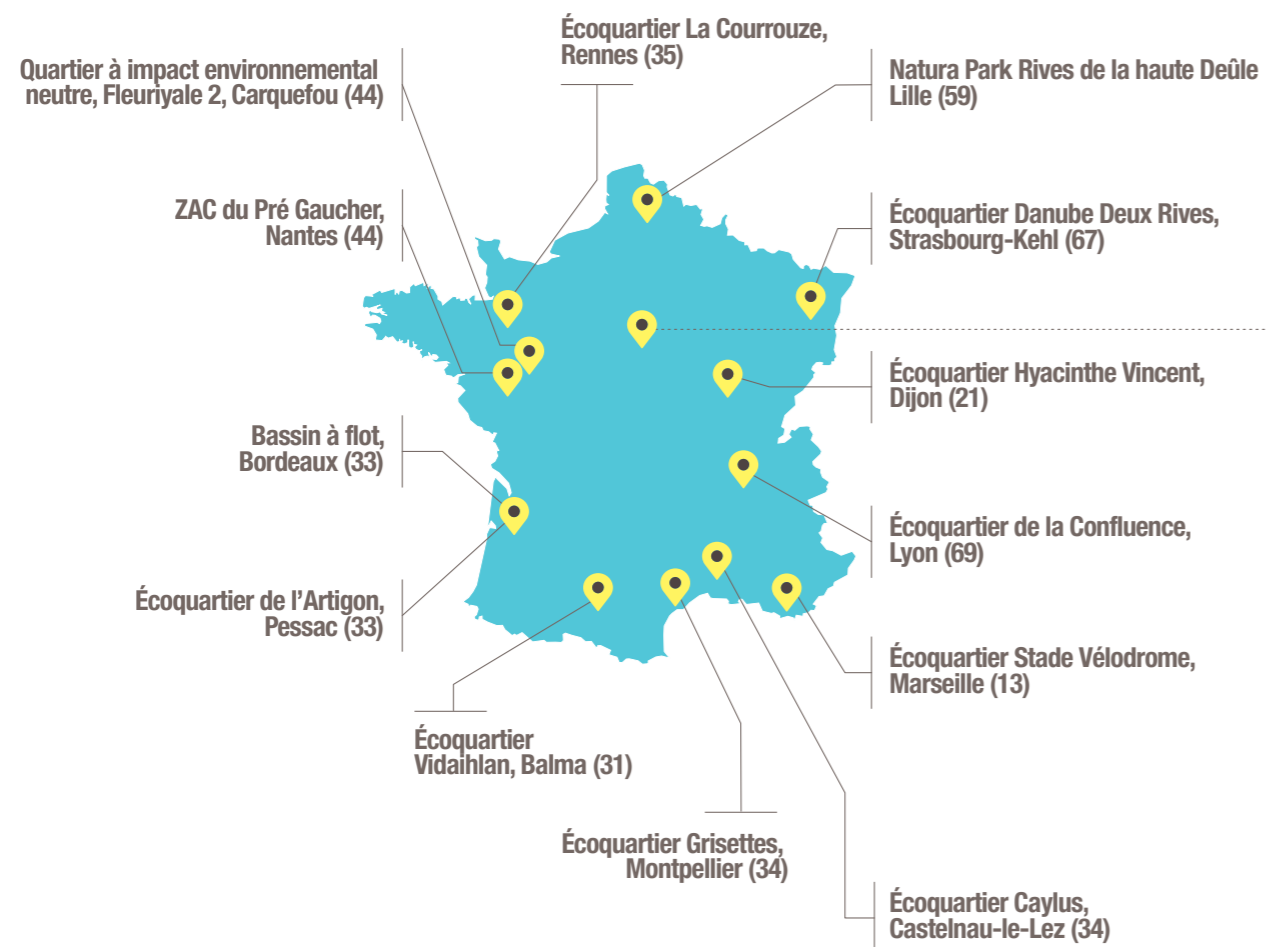 Écoquartier La Courrouze,
Rennes (35)
Quartier à impact environnemental
neutre, Fleuriyale 2, Carquefou (44)
Natura Park Rives de la haute Deûle
Lille (59)
ZAC du Pré Gaucher,
Nantes (44)
Écoquartier Danube Deux Rives,
Strasbourg-Kehl (67)
Écoquartier Hyacinthe Vincent,
Dijon (21)
Bassin à flot,
Bordeaux (33)
Écoquartier de la Confluence,
Lyon (69)
Écoquartier de l’Artigon,
Pessac (33)
Écoquartier Stade Vélodrome,
Marseille (13)
Écoquartier
Vidaihlan, Balma (31)
Écoquartier Grisettes,
Montpellier (34)
Écoquartier Caylus,
Castelnau-le-Lez (34)